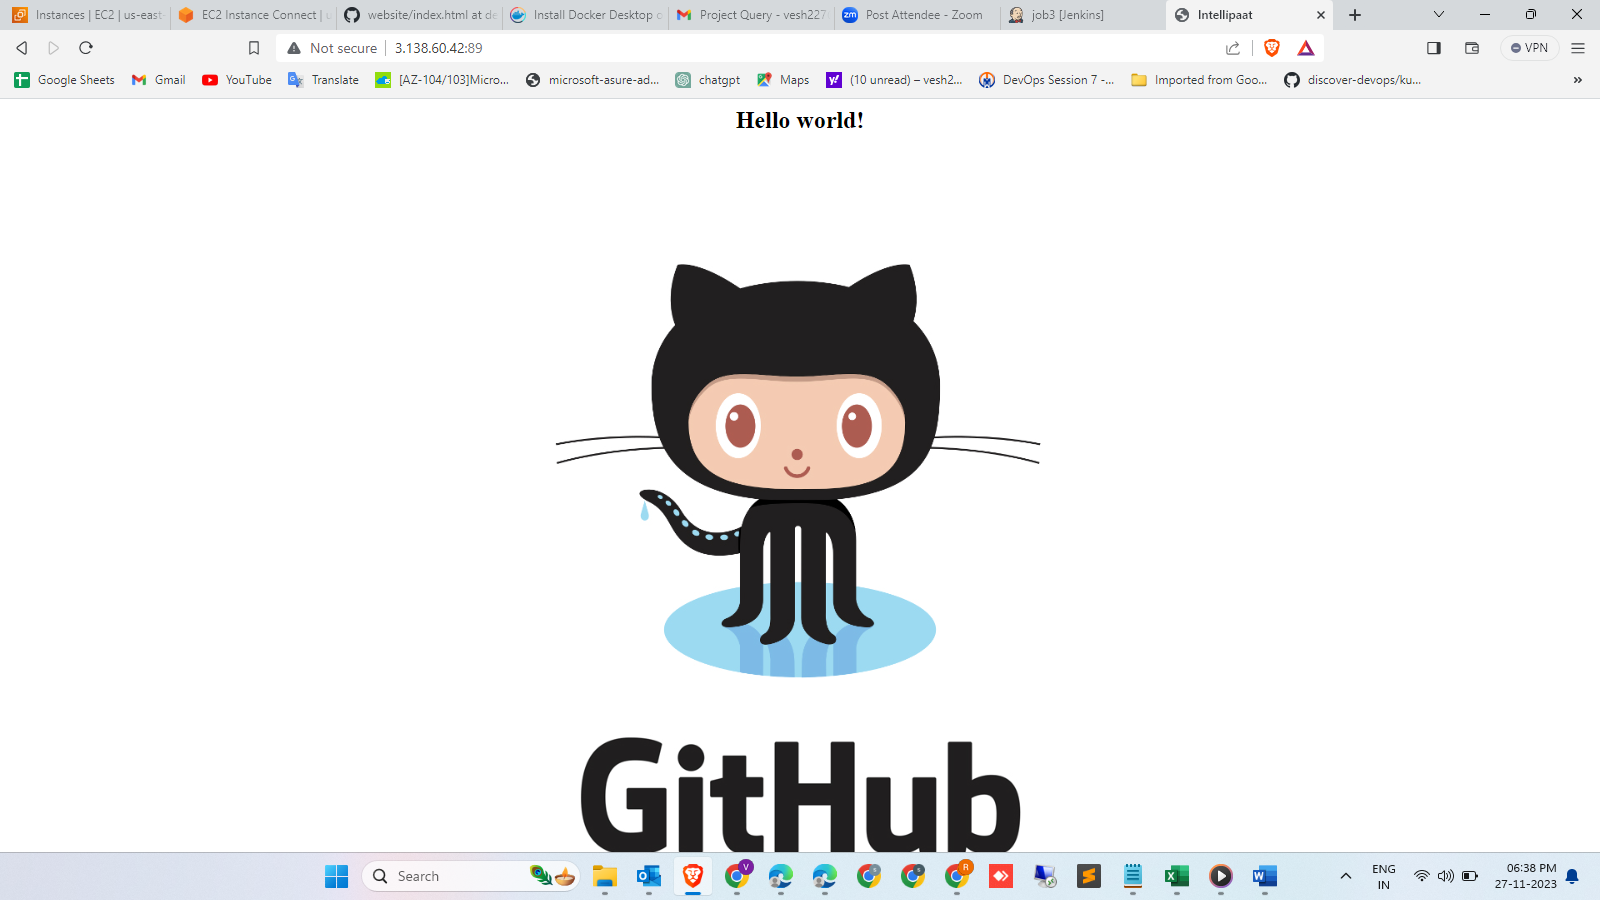 Instances | EC2 | us-east-
EC2 Instance Connect | u
website/index.html at de
Install Docker Desktop o
Project Query - vesh227
Post Attendee - Zoom
job3 [Jenkins]
Intellipaat
Not secure
3.138.60.42:89
VPN
Google Sheets
Gmail
YouTube
Translate
[AZ-104/103]Micro...
microsoft-asure-ad...
chatgpt
Maps
(10 unread) – vesh2...
DevOps Session 7 -...
Imported from Goo...
discover-devops/ku...
»
Hello world!
GitHub
Search
ENG
IN
06:38 PM
27-11-2023